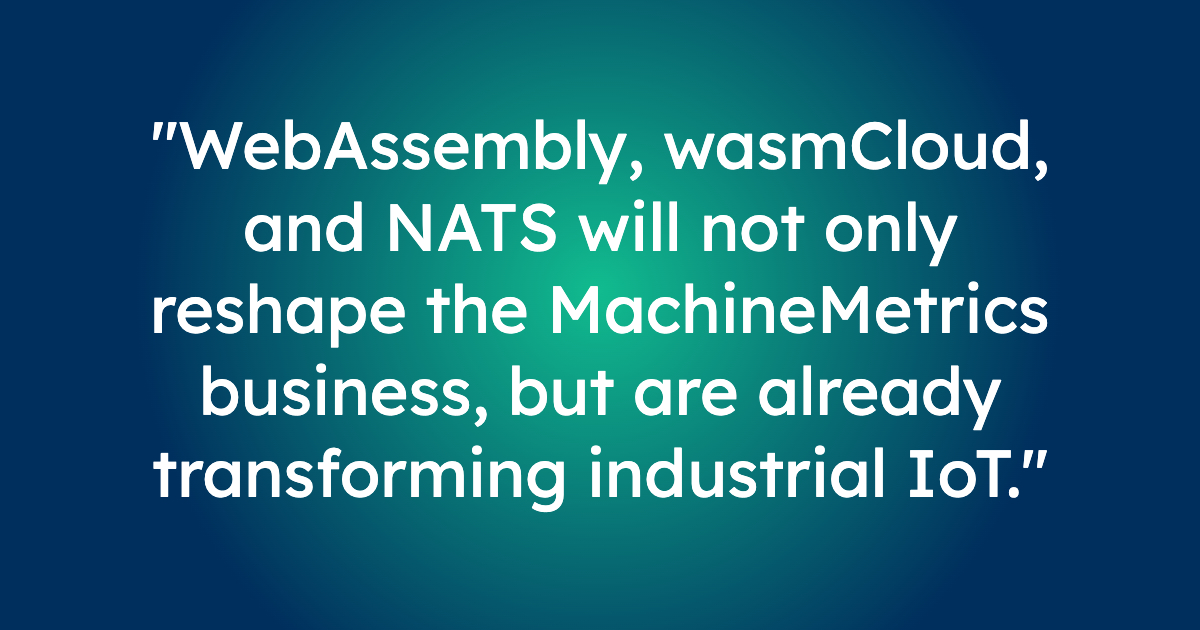 "WebAssembly, wasmCloud,
and NATS will not only
reshape the MachineMetrics
business, but are already
transforming industrial IoT."